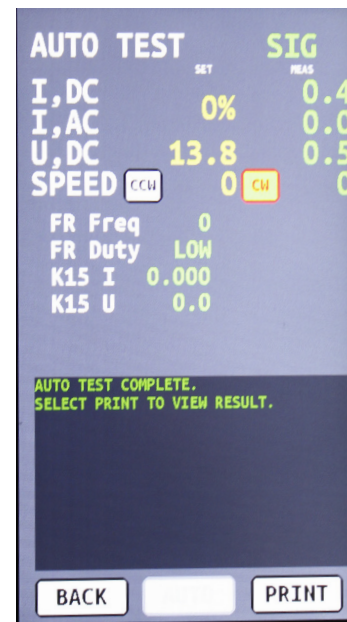 AUTO TEST SIG
SET MEAS
I,DC 0.4
0%
I,AC 0.0
U,DC 13.8 0.5
SPEED CCW 0 CW 0
FR Freq 0
FR Duty LOW
K15 I 0.000
K15 U 0.0
AUTO TEST COMPLETE.
SELECT PRINT TO VIEW RESULT.
BACK PRINT